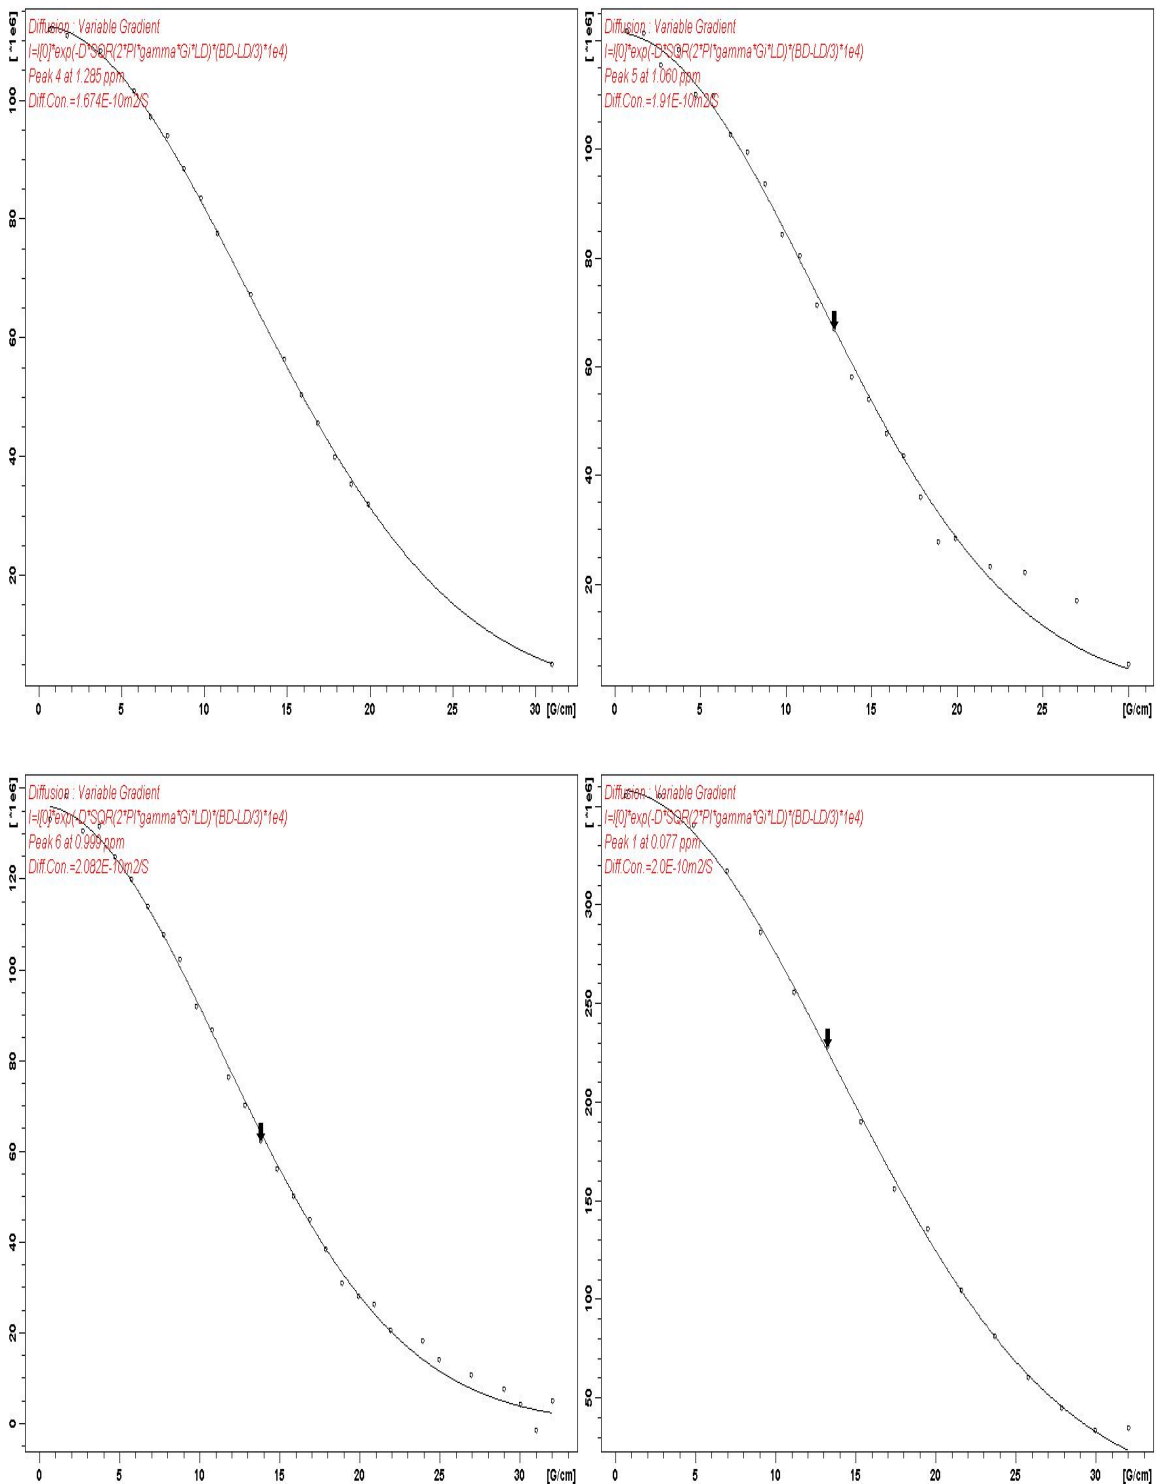 [ *1e6]
Diffusion : Variable Gradient
I=I[0]*exp(-D*SQR(2*PI*gamma*Gi*LD)*(BD-LD/3)*1e4)
Peak 4 at 1.285 ppm
Diff.Con.=1.674E-10m2/S
100
80
60
40
20
0 5 10 15 20 25 30 [G/cm]
[ *1e6]
Diffusion : Variable Gradient
I=I[0]*exp(-D*SQR(2*PI*gamma*Gi*LD)*(BD-LD/3)*1e4)
Peak 5 at 1.060 ppm
Diff.Con.=1.91E-10m2/S
100
80
60
40
20
0 5 10 15 20 25 [G/cm]
[ *1e6]
Diffusion : Variable Gradient
I=I[0]*exp(-D*SQR(2*PI*gamma*Gi*LD)*(BD-LD/3)*1e4)
Peak 6 at 0.999 ppm
Diff.Con.=2.082E-10m2/S
120
100
80
60
40
20
0
0 5 10 15 20 25 30 [G/cm]
[ *1e6]
Diffusion : Variable Gradient
I=I[0]*exp(-D*SQR(2*PI*gamma*Gi*LD)*(BD-LD/3)*1e4)
Peak 1 at 0.077 ppm
Diff.Con.=2.0E-10m2/S
300
250
200
150
100
50
0 5 10 15 20 25 30 [G/cm]